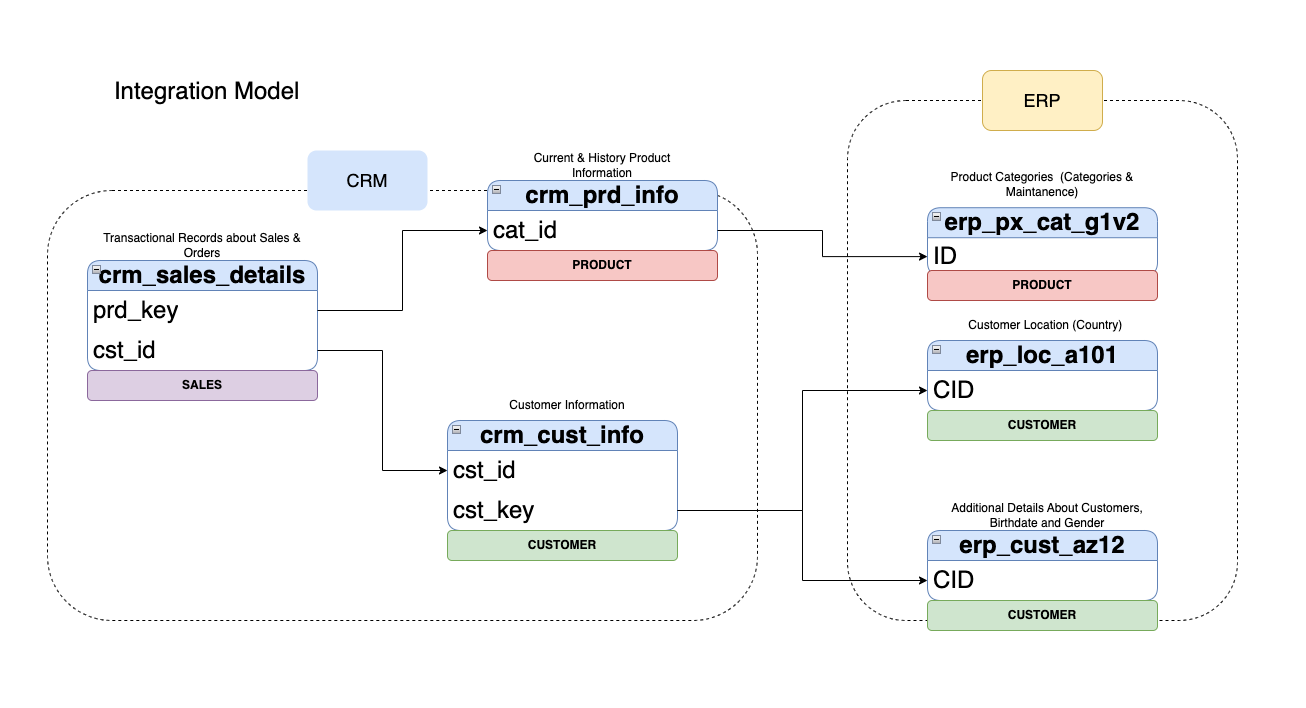 Integration Model
CRM
Transactional Records about Sales &
Orders
crm_sales_details
prd_key
cst_id
SALES
Current & History Product
Information
crm_prd_info
cat_id
PRODUCT
Customer Information
crm_cust_info
cst_id
cst_key
CUSTOMER
ERP
Product Categories (Categories &
Maintanence)
erp_px_cat_g1v2
ID
PRODUCT
Customer Location (Country)
erp_loc_a101
CID
CUSTOMER
Additional Details About Customers,
Birthdate and Gender
erp_cust_az12
CID
CUSTOMER